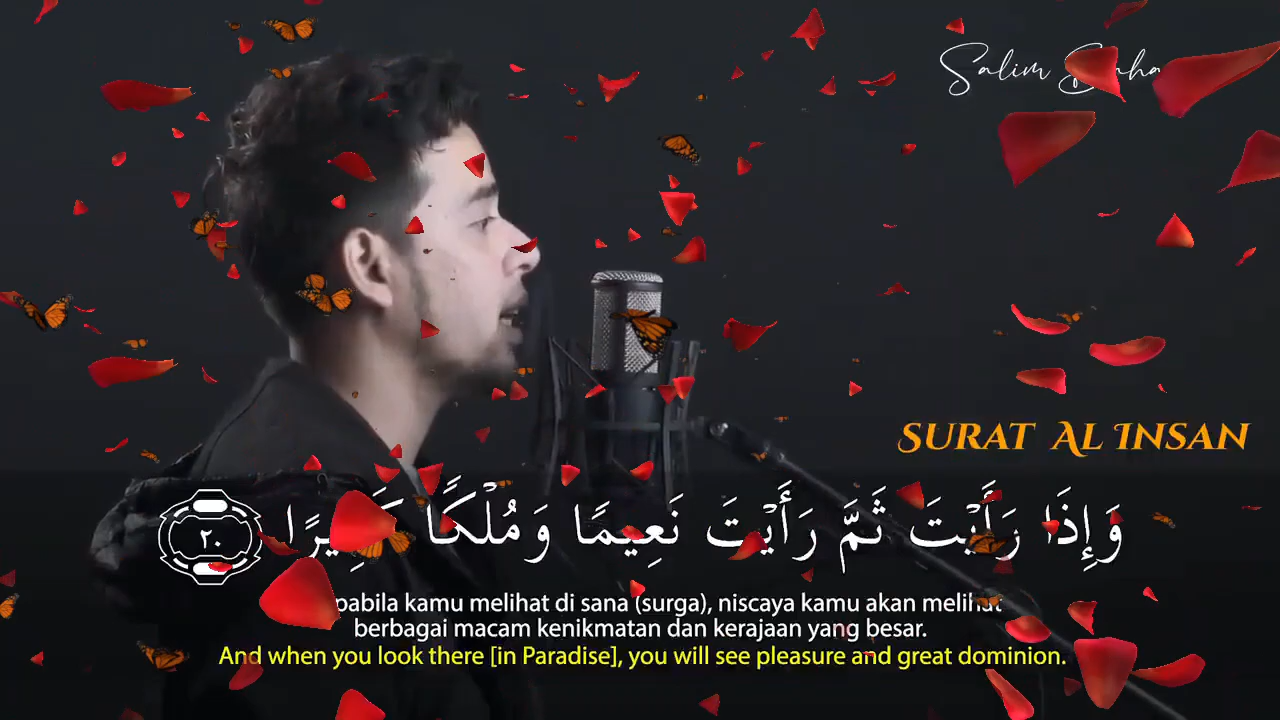 Salim
SURAT AL INSAN
وَإِذَا رَأَيْتَ ثَمَّ رَأَيْتَ نَعِيمًا وَمُلْكًا كَبِيرًا ٢٠
pabila kamu melihat di sana (surga), niscaya kamu akan melihat
berbagai macam kenikmatan dan kerajaan yang besar.
And when you look there [in Paradise], you will see pleasure and great dominion.